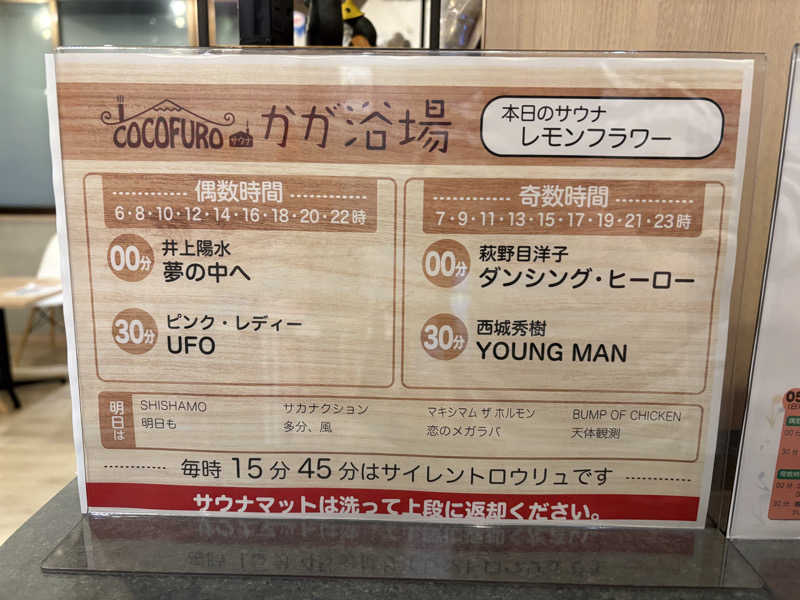 COCOFURO サウナ かが浴場
本日のサウナ
レモンフラワー
偶数時間
6・8・10・12・14・16・18・20・22時
00分
井上陽水
夢の中へ
30分
ピンク・レディー
UFO
奇数時間
7・9・11・13・15・17・19・21・23時
00分
萩野目洋子
ダンシング・ヒーロー
30分
西城秀樹
YOUNG MAN
明日は
SHISHAMO
明日も
サカナクション
多分、風
マキシマム ザ ホルモン
恋のメガラバ
BUMP OF CHICKEN
天体観測
毎時 15分 45分はサイレントロウリュです
サウナマットは洗って上段に返却ください。